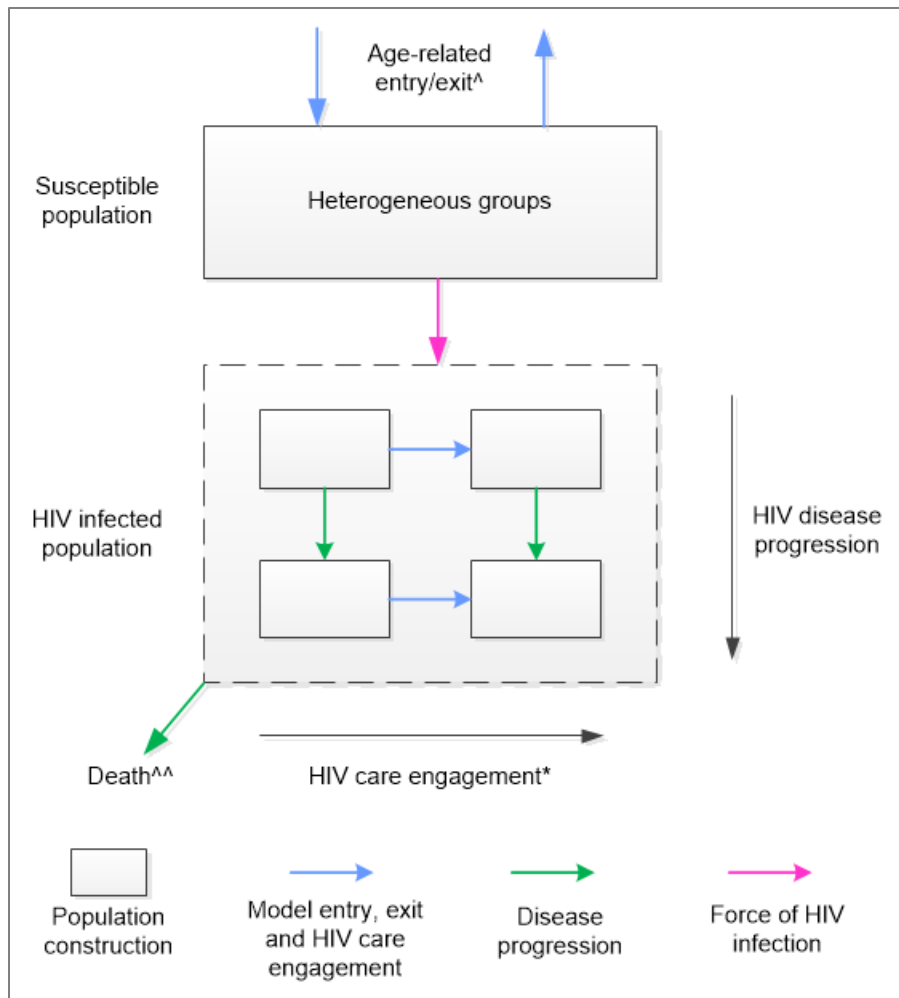 Age-related
entry/exit^
Susceptible
population
Heterogeneous groups
HIV infected
population
HIV disease
progression
Death^^
HIV care engagement*
Population
construction
Model entry, exit
and HIV care
engagement
Disease
progression
Force of HIV
infection